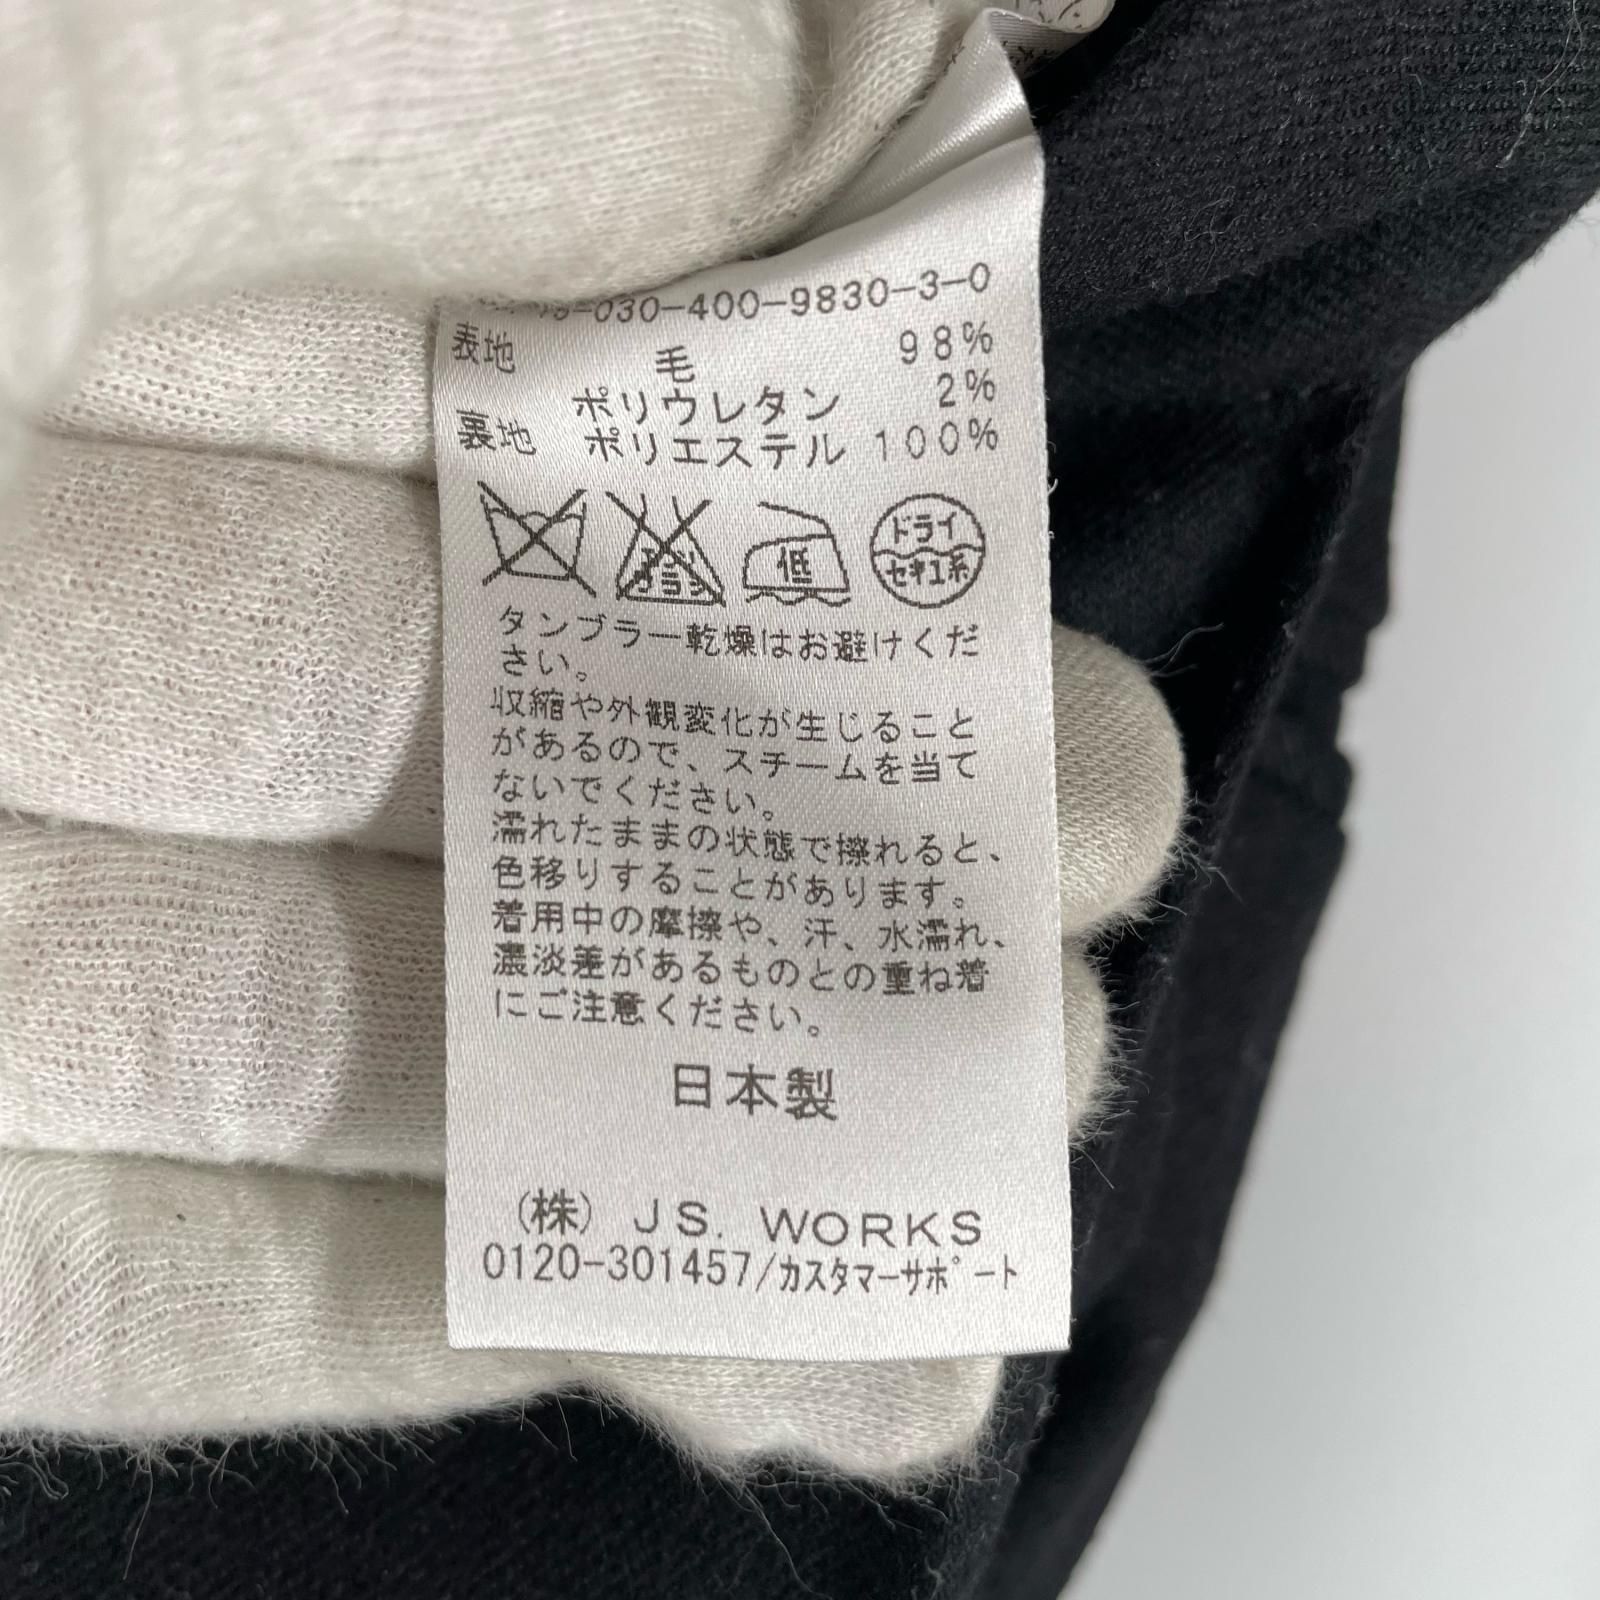 -030-400-9830-3-0
表地 毛 98%
ポリウレタン 2%
裏地 ポリエステル 100%
エンソ サラシ 低 ドライ セキユ系
タンブラー乾燥はお避けくだ
さい。
収縮や外観変化が生じること
があるので、スチームを当て
ないでください。
濡れたままの状態で擦れると、
色移りすることがあります。
着用中の摩擦や、汗、水濡れ、
濃淡差があるものとの重ね着
にご注意ください。
日本製
(株) JS. WORKS
0120-301457/カスタマーサポート